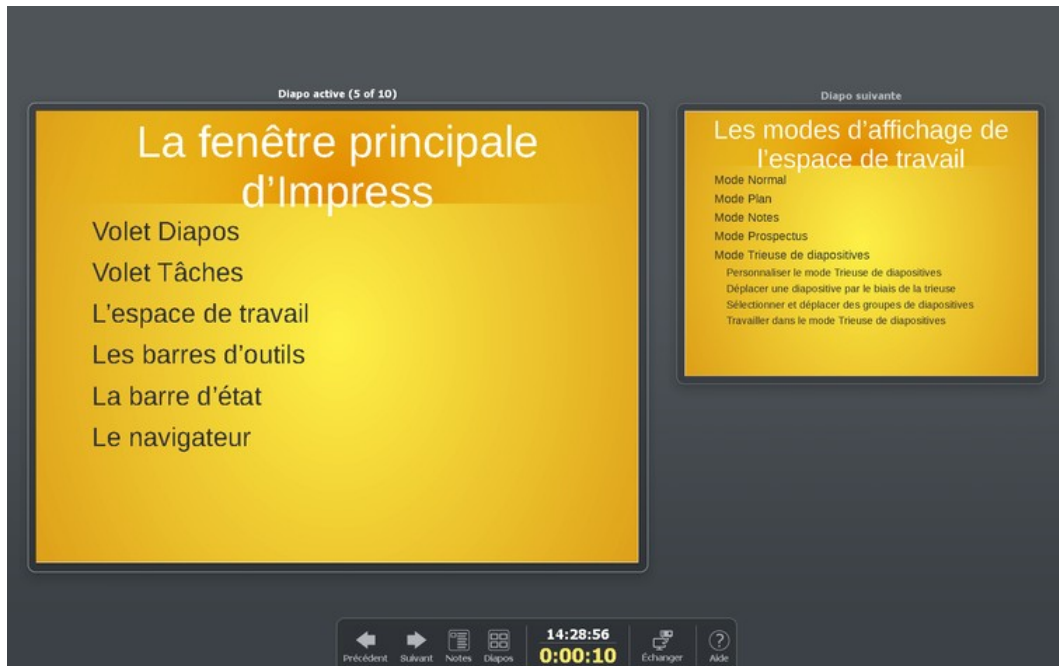 Diapo active (5 of 10)
La fenêtre principale
d’Impress
Volet Diapos
Volet Tâches
L’espace de travail
Les barres d’outils
La barre d’état
Le navigateur
Diapo suivante
Les modes d’affichage de
l’espace de travail
Mode Normal
Mode Plan
Mode Notes
Mode Prospectus
Mode Trieuse de diapositives
Personnaliser le mode Trieuse de diapositives
Déplacer une diapositive par le biais de la trieuse
Sélectionner et déplacer des groupes de diapositives
Travailler dans le mode Trieuse de diapositives
Précédent
Suivant
Notes
Diapos
14:28:56
0:00:10
Échanger
Aide